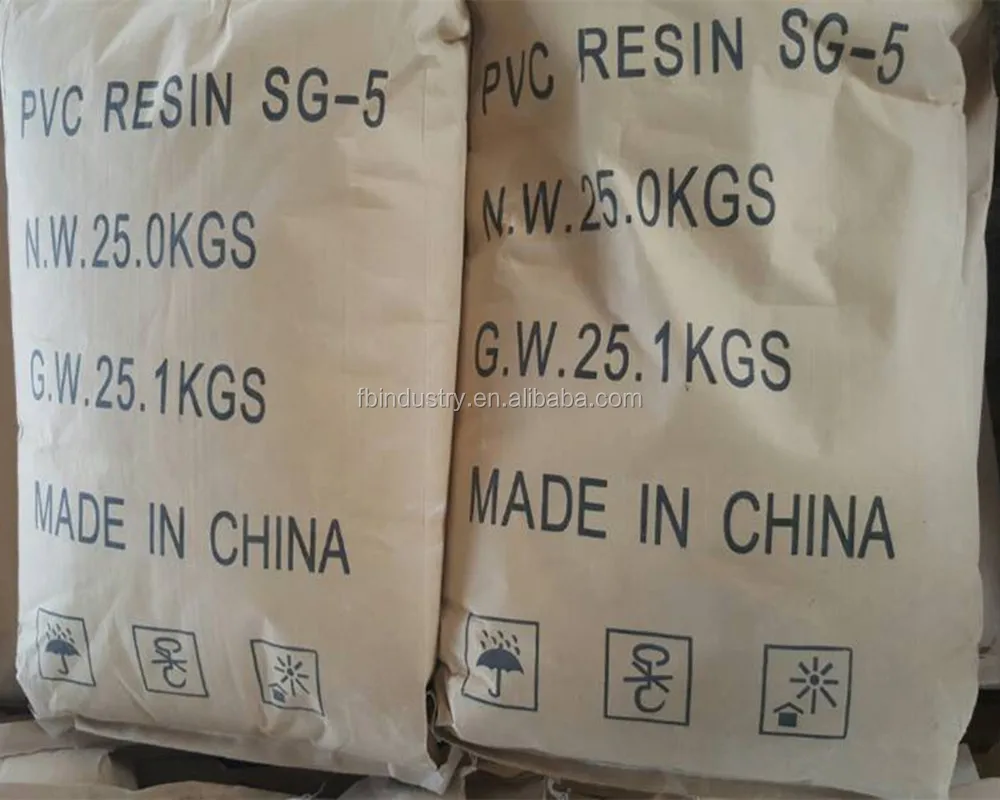 PVC RESIN SG-5
N.W.25.0KGS
G.W.25.1KGS
MADE IN CHINA
PVC RESIN SG-5
N.W.25.0KGS
G.W.25.1KGS
MADE IN CHINA
fbindustry.en.alibaba.com